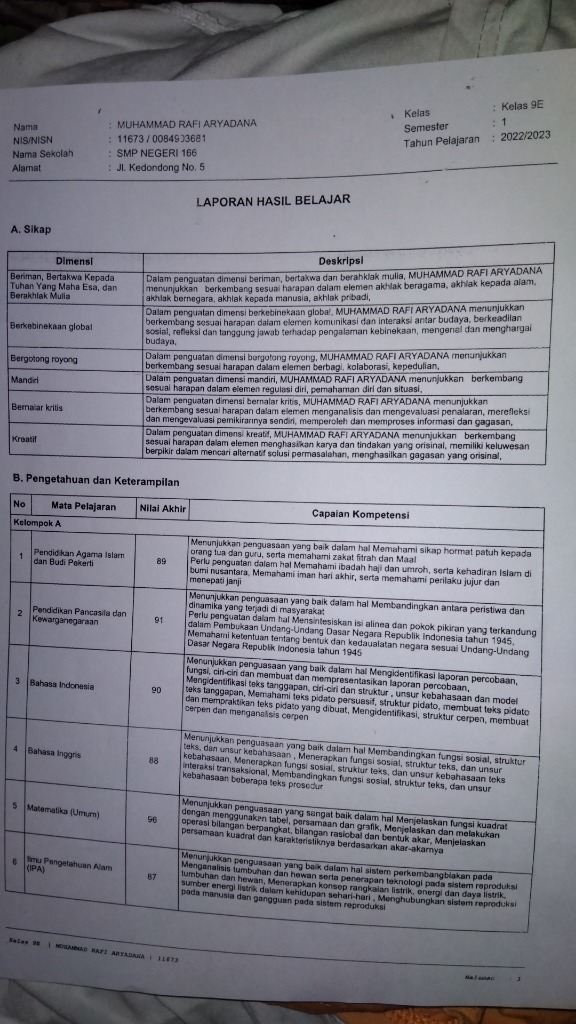 Nama : MUHAMMAD RAFI ARYADANA
NIS/NISN : 11673 / 0084903681
Nama Sekolah : SMP NEGERI 166
Alamat : Jl. Kedondong No. 5
Kelas : Kelas 9E
Semester : 1
Tahun Pelajaran : 2022/2023
LAPORAN HASIL BELAJAR
A. Sikap
Dimensi Deskripsi
Beriman, Bertakwa Kepada
Tuhan Yang Maha Esa, dan
Berakhlak Mulia
Dalam penguatan dimensi beriman, bertakwa dan berahklak mulia, MUHAMMAD RAFI ARYADANA
menunjukkan berkembang sesuai harapan dalam elemen akhlak beragama, akhlak kepada alam,
akhlak bernegara, akhlak kepada manusia, akhlak pribadi,
Berkebinekaan global
Dalam penguatan dimensi berkebinekaan global, MUHAMMAD RAFI ARYADANA menunjukkan
berkembang sesuai harapan dalam elemen komunikasi dan interaksi antar budaya, berkeadilan
sosial, refleksi dan tanggung jawab terhadap pengalaman kebinekaan, mengenal dan menghargai
budaya,
Bergotong royong
Dalam penguatan dimensi bergotong royong, MUHAMMAD RAFI ARYADANA menunjukkan
berkembang sesuai harapan dalam elemen berbagi, kolaborasi, kepedulian,
Mandiri
Dalam penguatan dimensi mandiri, MUHAMMAD RAFI ARYADANA menunjukkan berkembang
sesuai harapan dalam elemen regulasi diri, pemahaman diri dan situasi,
Bernalar kritis
Dalam penguatan dimensi bernalar kritis, MUHAMMAD RAFI ARYADANA menunjukkan
berkembang sesuai harapan dalam elemen menganalisis dan mengevaluasi penalaran, merefleksi
dan mengevaluasi pemikirannya sendiri, memperoleh dan memproses informasi dan gagasan,
Kreatif
Dalam penguatan dimensi kreatif, MUHAMMAD RAFI ARYADANA menunjukkan berkembang
sesuai harapan dalam elemen menghasilkan karya dan tindakan yang orisinal, memiliki keluwesan
berpikir dalam mencari alternatif solusi permasalahan, menghasilkan gagasan yang orisinal,
B. Pengetahuan dan Keterampilan
No Mata Pelajaran Nilai Akhir Capaian Kompetensi
Kelompok A
1 Pendidikan Agama Islam
dan Budi Pekerti
89
Menunjukkan penguasaan yang baik dalam hal Memahami sikap hormat patuh kepada
orang tua dan guru, serta memahami zakat fitrah dan Maal
Perlu penguatan dalam hal Memahami ibadah haji dan umroh, serta kehadiran Islam di
bumi nusantara, Memahami iman hari akhir, serta memahami perilaku jujur dan
menepati janji
2 Pendidikan Pancasila dan
Kewarganegaraan
91
Menunjukkan penguasaan yang baik dalam hal Membandingkan antara peristiwa dan
dinamika yang terjadi di masyarakat
Perlu penguatan dalam hal Mensintesiskan isi alinea dan pokok pikiran yang terkandung
dalam Pembukaan Undang-Undang Dasar Negara Republik Indonesia tahun 1945,
Memahami ketentuan tentang bentuk dan kedaualatan negara sesuai Undang-Undang
Dasar Negara Republik Indonesia tahun 1945
3 Bahasa Indonesia
90
Menunjukkan penguasaan yang baik dalam hal Mengidentifikasi laporan percobaan,
fungsi, ciri-ciri dan membuat dan mempresentasikan laporan percobaan,
Mengidentifikasi teks tanggapan, ciri-ciri dan struktur , unsur kebahasaan dan model
teks tanggapan, Memahami teks pidato persuasif, struktur pidato, membuat teks pidato
dan mempraktikan teks pidato yang dibuat, Mengidentifikasi, struktur cerpen, membuat
cerpen dan menganalisis cerpen
4 Bahasa Inggris
88
Menunjukkan penguasaan yang baik dalam hal Membandingkan fungsi sosial, struktur
teks, dan unsur kebahasaan , Menerapkan fungsi sosial, struktur teks, dan unsur
kebahasaan, Menerapkan fungsi sosial, struktur teks, dan unsur kebahasaan teks
interaksi transaksional, Membandingkan fungsi sosial, struktur teks, dan unsur
kebahasaan beberapa teks prosedur
5 Matematika (Umum)
96
Menunjukkan penguasaan yang sangat baik dalam hal Menjelaskan fungsi kuadrat
dengan menggunakan tabel, persamaan dan grafik, Menjelaskan dan melakukan
operasi bilangan berpangkat, bilangan rasiobal dan bentuk akar, Menjelaskan
persamaan kuadrat dan karakteristiknya berdasarkan akar-akarnya
6 Ilmu Pengetahuan Alam
(IPA)
87
Menunjukkan penguasaan yang baik dalam hal sistem perkembangbiakan pada
Menganalisis tumbuhan dan hewan serta penerapan teknologi pada sistem reproduksi
tumbuhan dan hewan, Menerapkan konsep rangkaian listrik, energi dan daya listrik,
sumber energi listrik dalam kehidupan sehari-hari , Menghubungkan sistem reproduksi
pada manusia dan gangguan pada sistem reproduksi
Kelas 9E | MUHAMMAD RAFI ARYADANA | 11673
Halaman : 1